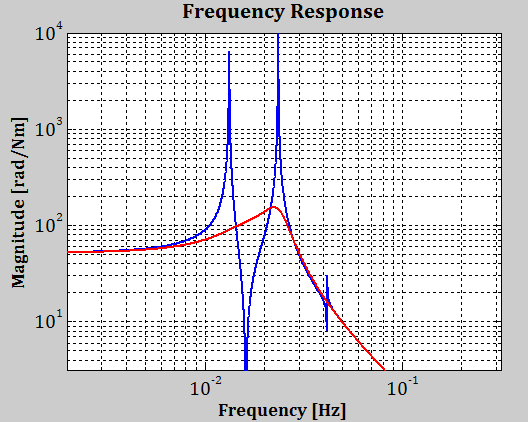 Frequency Response
10^4
10^3
10^2
10^1
Magnitude [rad/Nm]
10^-2 10^-1
Frequency [Hz]